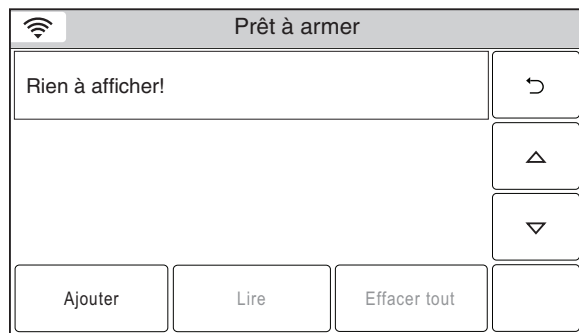 Prêt à armer
Rien à afficher!
Ajouter
Lire
Effacer tout